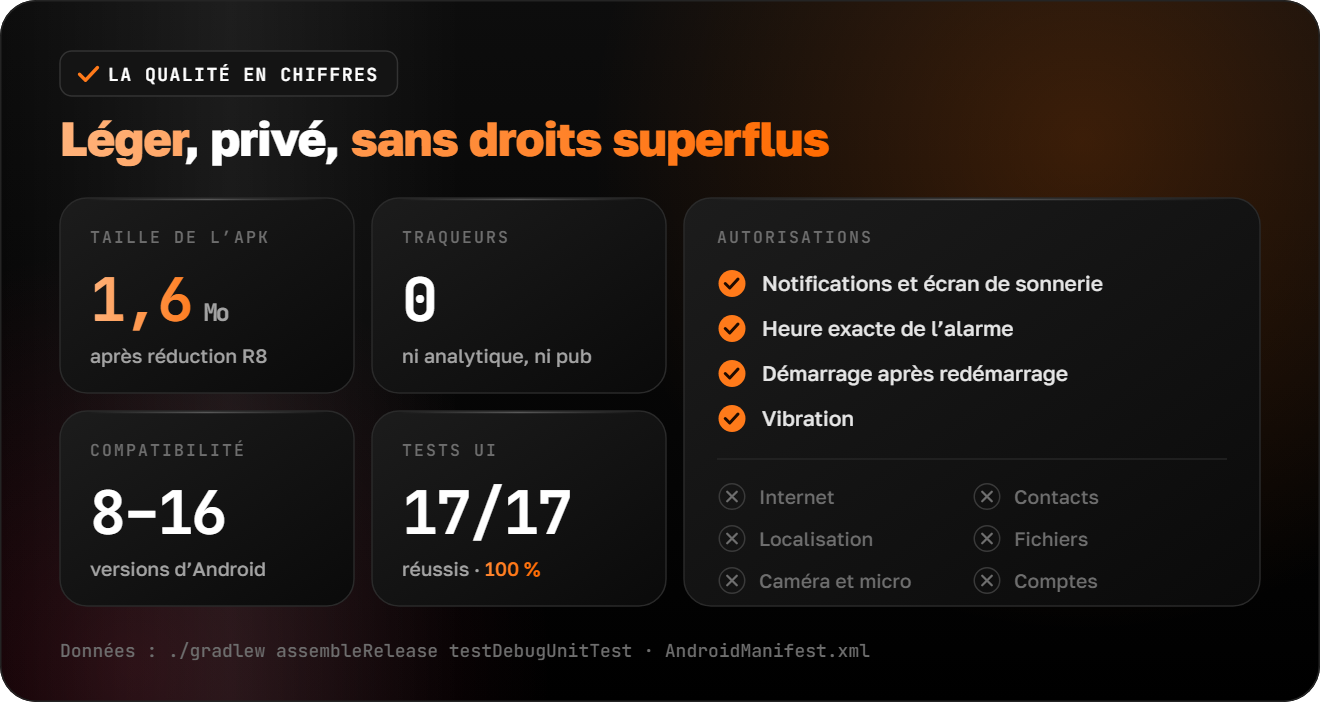 LA QUALITÉ EN CHIFFRES
Léger, privé, sans droits superflus
TAILLE DE L’APK
1,6 Mo
après réduction R8
TRAQUEURS
0
ni analytique, ni pub
COMPATIBILITÉ
8–16
versions d’Android
TESTS UI
17/17
réussis · 100 %
AUTORISATIONS
Notifications et écran de sonnerie
Heure exacte de l’alarme
Démarrage après redémarrage
Vibration
Internet
Contacts
Localisation
Fichiers
Caméra et micro
Comptes
Données : ./gradlew assembleRelease testDebugUnitTest · AndroidManifest.xml